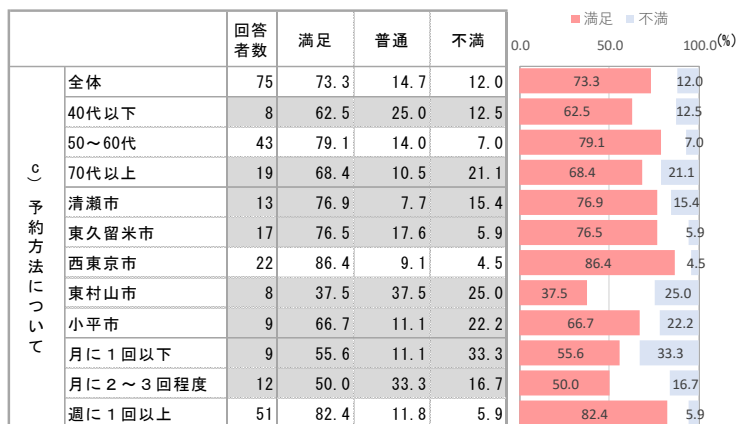 回答者数 満足 普通 不満
■満足 ■不満
0.0 50.0 100.0(%)
c）予約方法について
全体 75 73.3 14.7 12.0
40代以下 8 62.5 25.0 12.5
50～60代 43 79.1 14.0 7.0
70代以上 19 68.4 10.5 21.1
清瀬市 13 76.9 7.7 15.4
東久留米市 17 76.5 17.6 5.9
西東京市 22 86.4 9.1 4.5
東村山市 8 37.5 37.5 25.0
小平市 9 66.7 11.1 22.2
月に１回以下 9 55.6 11.1 33.3
月に２～３回程度 12 50.0 33.3 16.7
週に１回以上 51 82.4 11.8 5.9
73.3 12.0
62.5 12.5
79.1 7.0
68.4 21.1
76.9 15.4
76.5 5.9
86.4 4.5
37.5 25.0
66.7 22.2
55.6 33.3
50.0 16.7
82.4 5.9